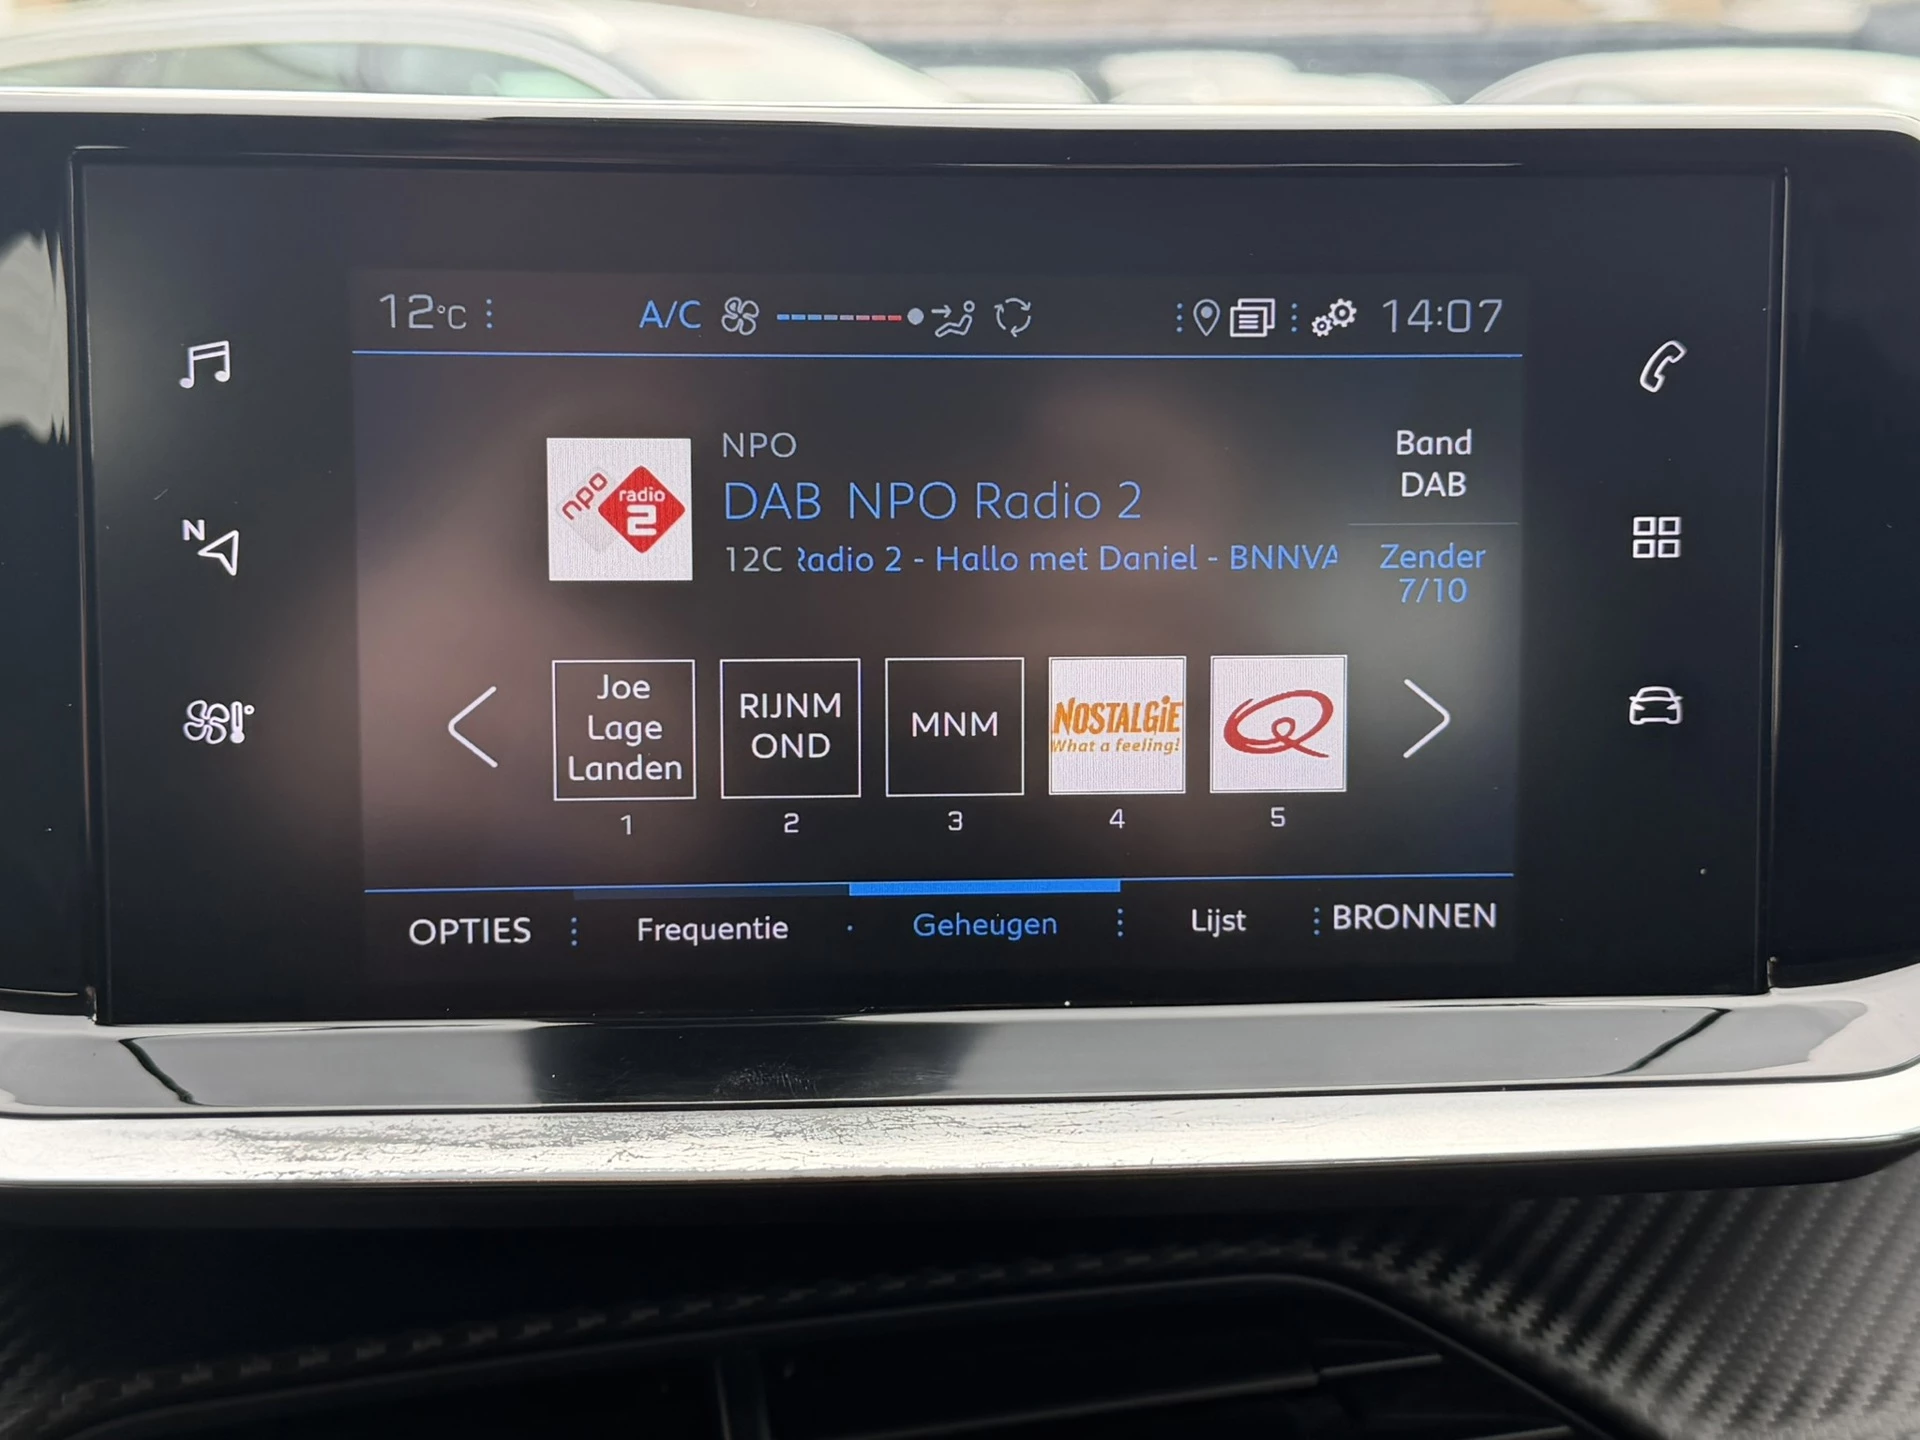 12°C
A/C
14:07
NPO
DAB NPO Radio 2
12C Radio 2 - Hallo met Daniel - BNNVA
npo radio 2
Band
DAB
Zender
7/10
N
Joe
Lage
Landen
RIJNM
OND
MNM
NOSTALGiE
What a feeling!
Q
1
2
3
4
5
OPTIES
Frequentie
Geheugen
Lijst
BRONNEN